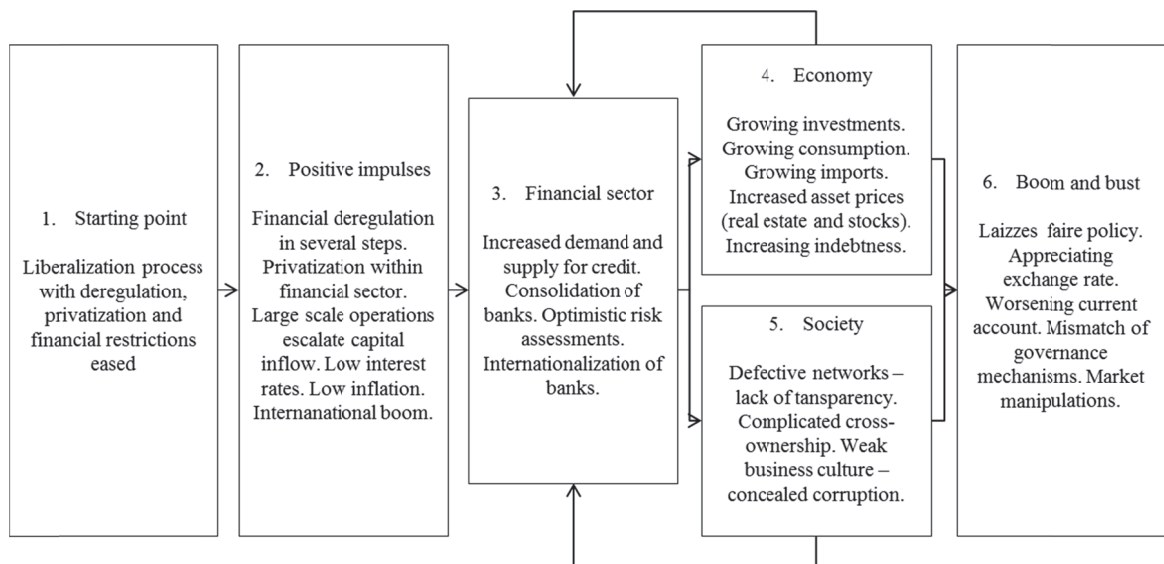 1. Starting point
Liberalization process
with deregulation,
privatization and
financial restrictions
eased
2. Positive impulses
Financial deregulation
in several steps.
Privatization within
financial sector.
Large scale operations
escalate capital
inflow. Low interest
rates. Low inflation.
Internanational boom.
3. Financial sector
Increased demand and
supply for credit.
Consolidation of
banks. Optimistic risk
assessments.
Internationalization of
banks.
4. Economy
Growing investments.
Growing consumption.
Growing imports.
Increased asset prices
(real estate and stocks).
Increasing indebtness.
5. Society
Defective networks –
lack of tansparency.
Complicated cross-
ownership. Weak
business culture –
concealed corruption.
6. Boom and bust
Laizzes faire policy.
Appreciating
exchange rate.
Worsening current
account. Mismatch of
governance
mechanisms. Market
manipulations.